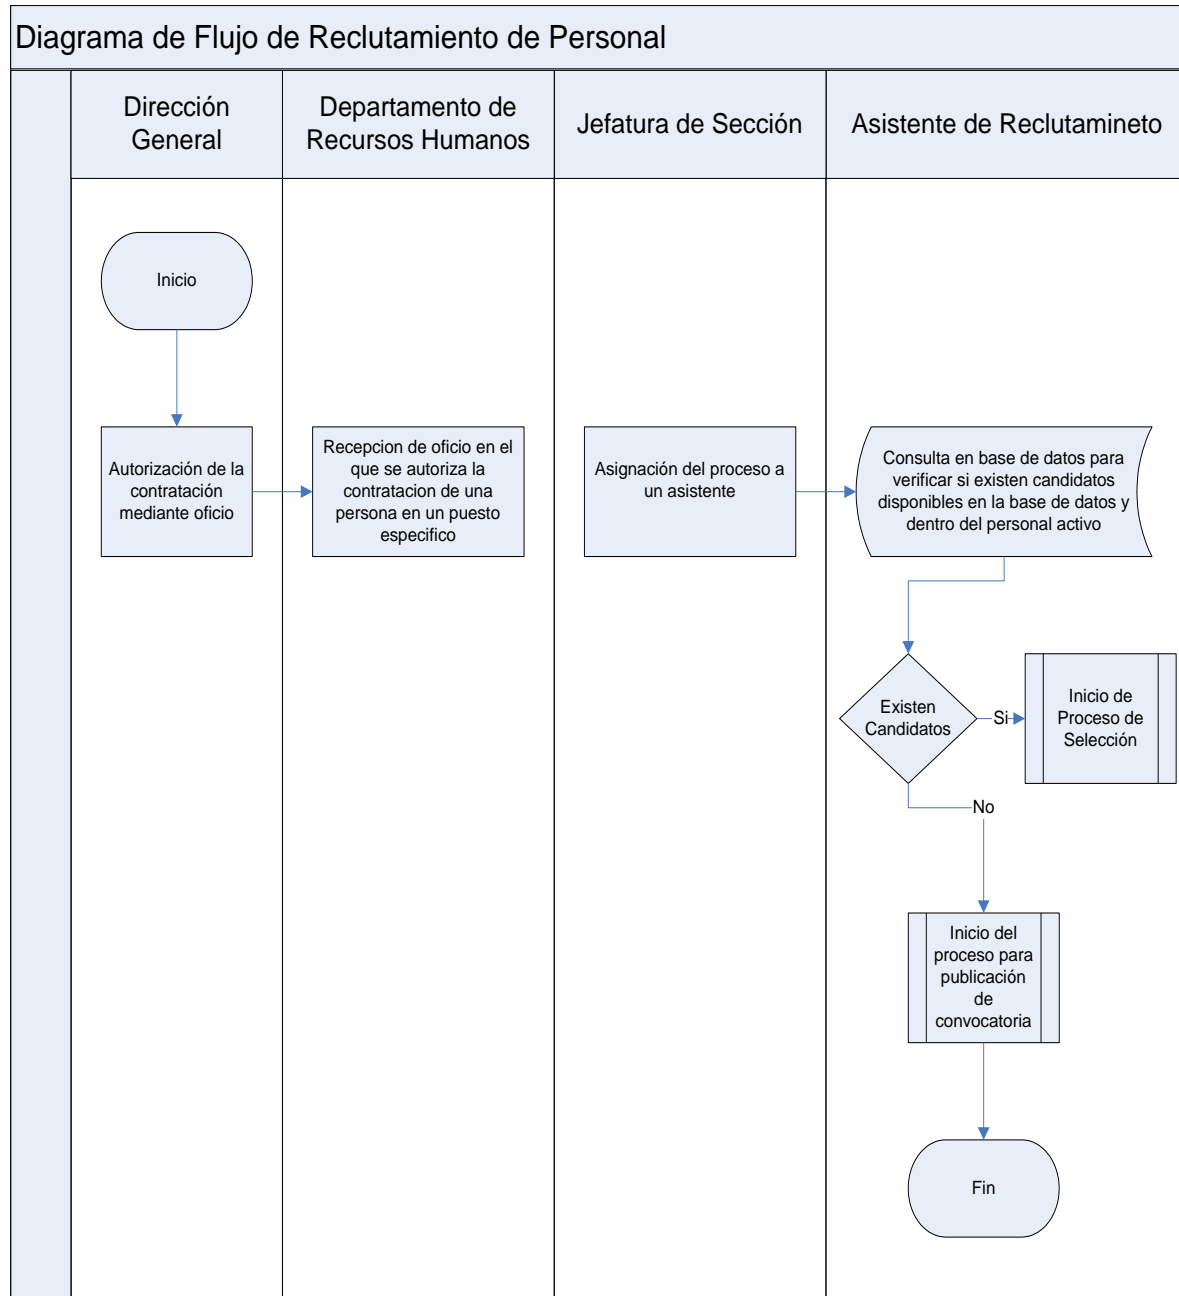 Diagrama de Flujo de Reclutamiento de Personal
Dirección
General
Departamento de
Recursos Humanos
Jefatura de Sección
Asistente de Reclutamineto
Inicio
Autorización de la
contratación
mediante oficio
Recepcion de oficio en el
que se autoriza la
contratacion de una
persona en un puesto
especifico
Asignación del proceso a
un asistente
Consulta en base de datos para
verificar si existen candidatos
disponibles en la base de datos y
dentro del personal activo
Existen
Candidatos
Si
Inicio de
Proceso de
Selección
No
Inicio del
proceso para
publicación
de
convocatoria
Fin